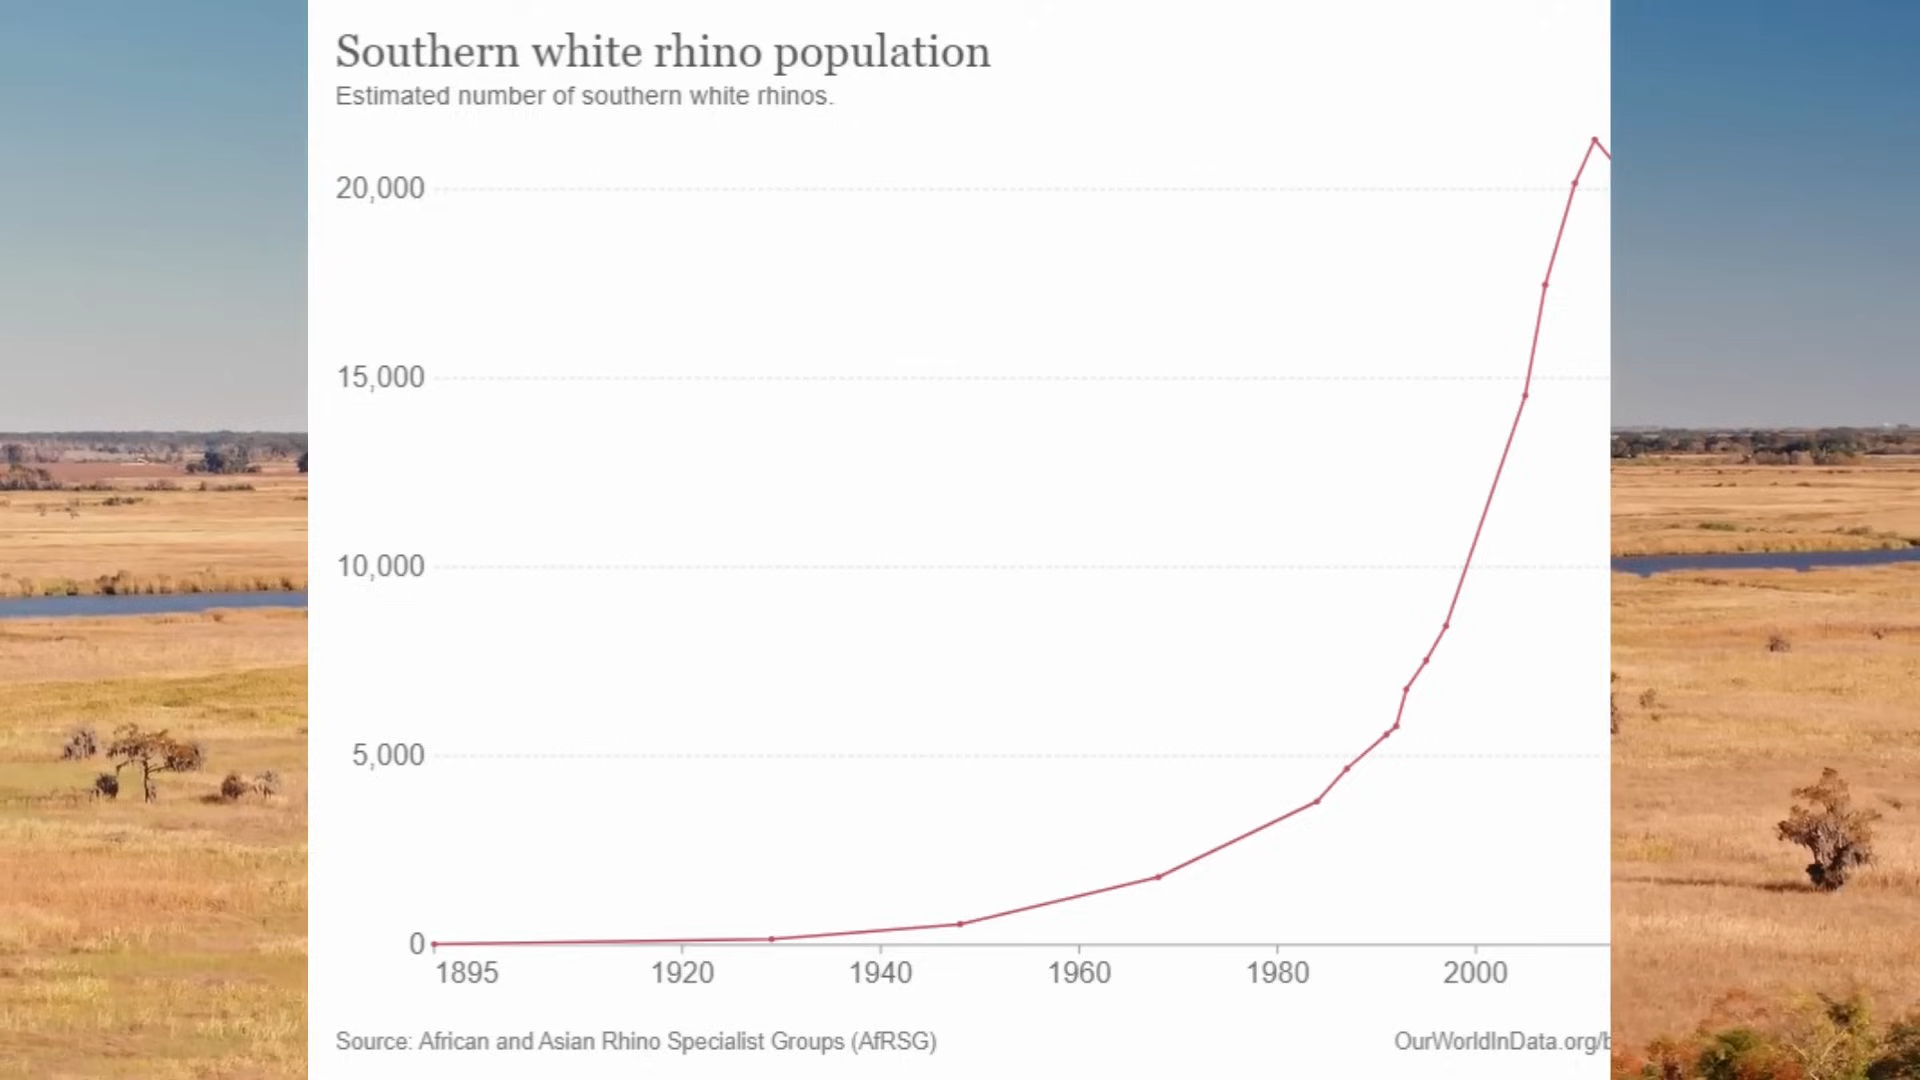 Southern white rhino population
Estimated number of southern white rhinos.
20,000
15,000
10,000
5,000
0
1895 1920 1940 1960 1980 2000
Source: African and Asian Rhino Specialist Groups (AfRSG) OurWorldInData.org/